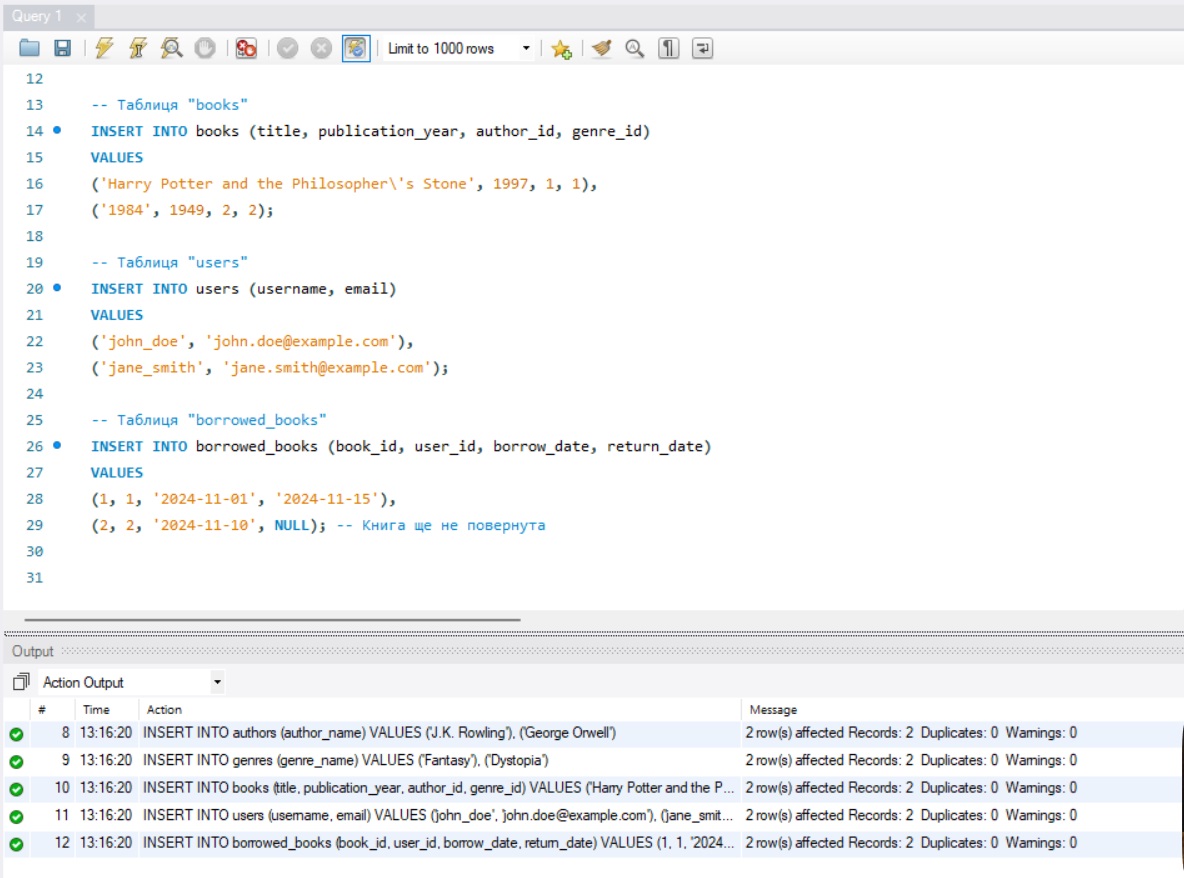 Query 1
Limit to 1000 rows
12
13 -- Таблиця "books"
14 INSERT INTO books (title, publication_year, author_id, genre_id)
15 VALUES
16 ('Harry Potter and the Philosopher\'s Stone', 1997, 1, 1),
17 ('1984', 1949, 2, 2);
18
19 -- Таблиця "users"
20 INSERT INTO users (username, email)
21 VALUES
22 ('john_doe', 'john.doe@example.com'),
23 ('jane_smith', 'jane.smith@example.com');
24
25 -- Таблиця "borrowed_books"
26 INSERT INTO borrowed_books (book_id, user_id, borrow_date, return_date)
27 VALUES
28 (1, 1, '2024-11-01', '2024-11-15'),
29 (2, 2, '2024-11-10', NULL); -- Книга ще не повернута
30
31
Output
Action Output
# Time Action Message
8 13:16:20 INSERT INTO authors (author_name) VALUES ('J.K. Rowling'), ('George Orwell') 2 row(s) affected Records: 2 Duplicates: 0 Warnings: 0
9 13:16:20 INSERT INTO genres (genre_name) VALUES ('Fantasy'), ('Dystopia') 2 row(s) affected Records: 2 Duplicates: 0 Warnings: 0
10 13:16:20 INSERT INTO books (title, publication_year, author_id, genre_id) VALUES ('Harry Potter and the P... 2 row(s) affected Records: 2 Duplicates: 0 Warnings: 0
11 13:16:20 INSERT INTO users (username, email) VALUES ('john_doe', 'john.doe@example.com'), ('jane_smit... 2 row(s) affected Records: 2 Duplicates: 0 Warnings: 0
12 13:16:20 INSERT INTO borrowed_books (book_id, user_id, borrow_date, return_date) VALUES (1, 1, '2024... 2 row(s) affected Records: 2 Duplicates: 0 Warnings: 0